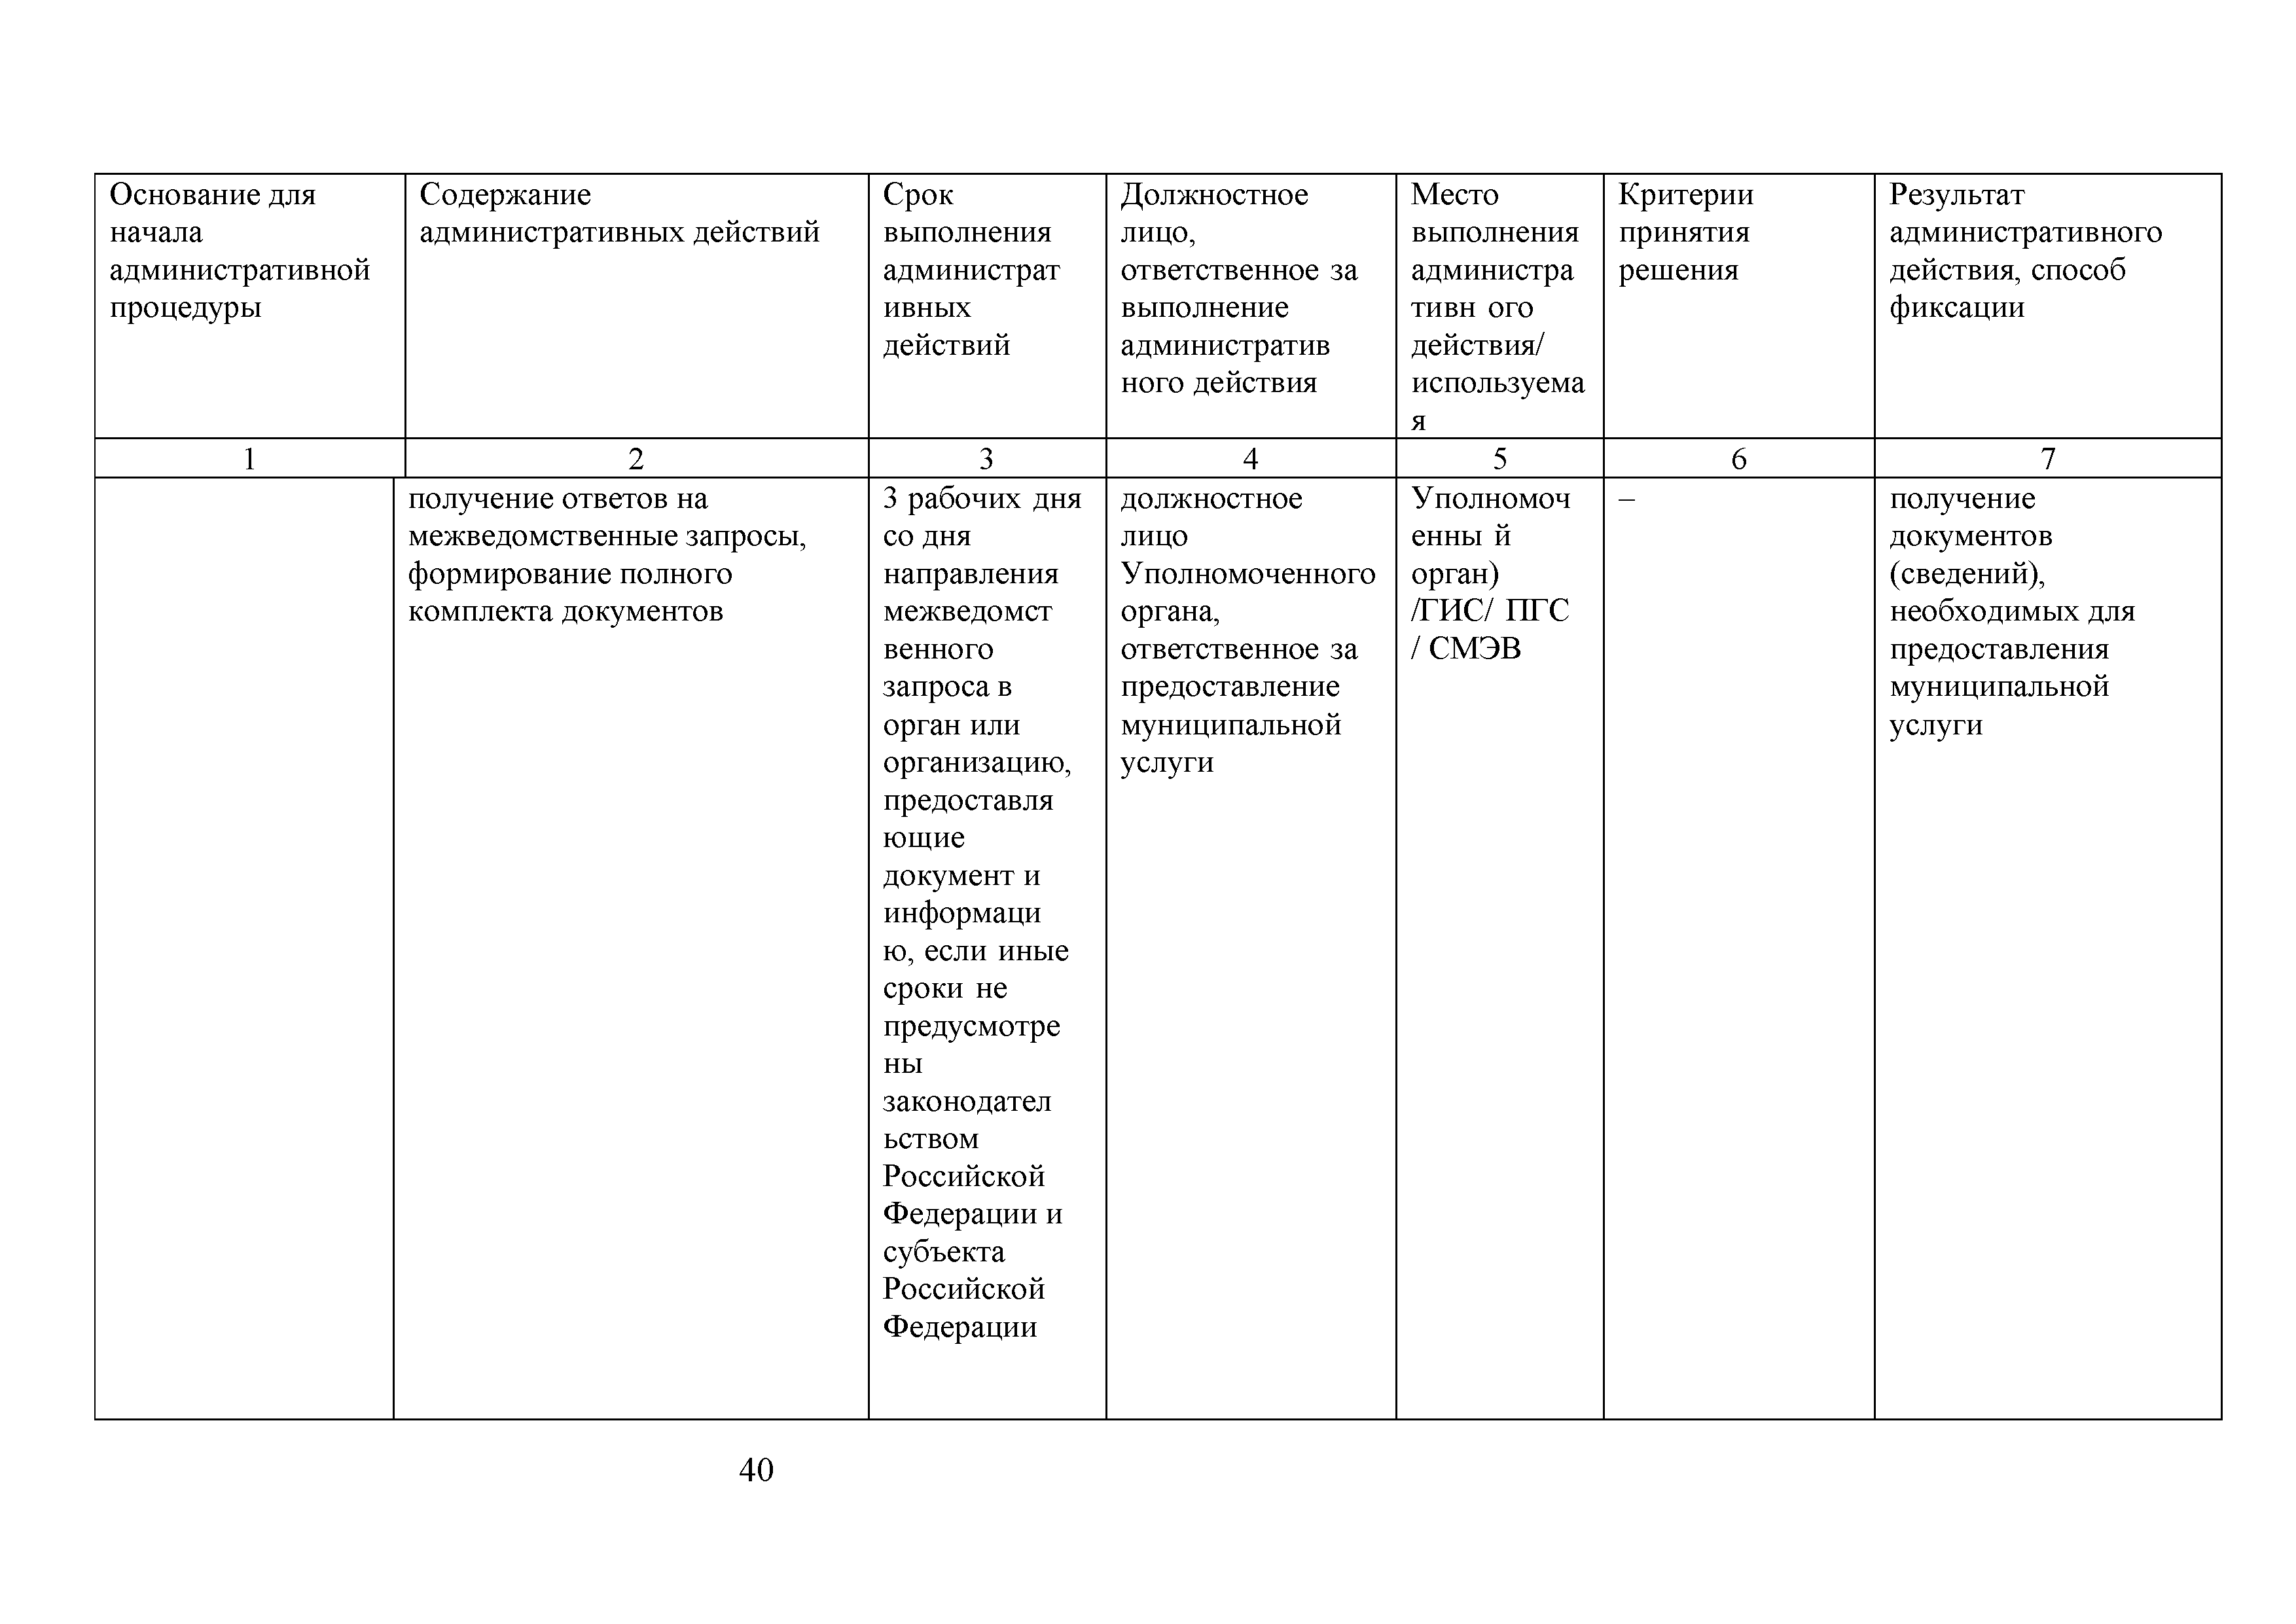 Основание для
начала
административной
процедуры
Содержание
административных действий
Срок
выполнения
администрат
ивных
действий
Должностное
лицо,
ответственное за
выполнение
административ
ного действия
Место
выполнения
администра
тивн ого
действия/
используема
я
Критерии
принятия
решения
Результат
административного
действия, способ
фиксации
1
2
3
4
5
6
7
получение ответов на
межведомственные запросы,
формирование полного
комплекта документов
3 рабочих дня
со дня
направления
межведомст
венного
запроса в
орган или
организацию,
предоставля
ющие
документ и
информаци
ю, если иные
сроки не
предусмотре
ны
законодател
ьством
Российской
Федерации и
субъекта
Российской
Федерации
должностное
лицо
Уполномоченного
органа,
ответственное за
предоставление
муниципальной
услуги
Уполномоч
енны й
орган)
/ГИС/ ПГС
/ СМЭВ
–
получение
документов
(сведений),
необходимых для
предоставления
муниципальной
услуги
40